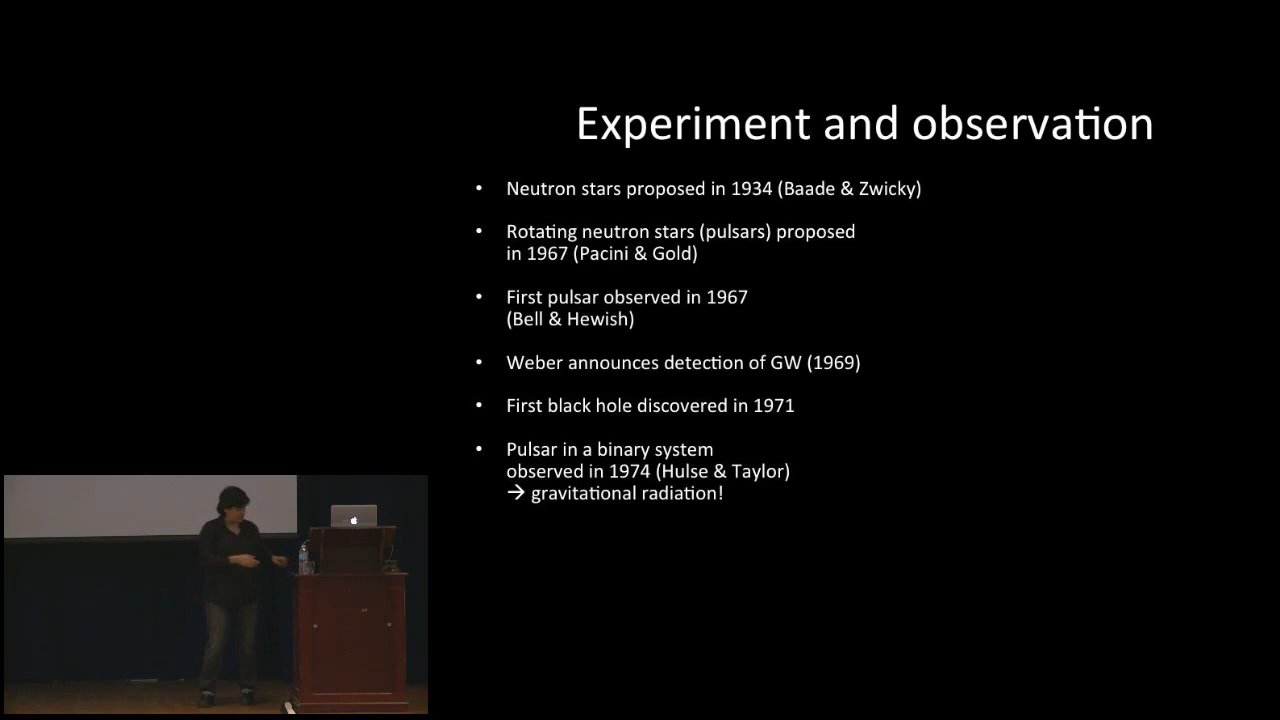 Experiment and observation
• Neutron stars proposed in 1934 (Baade & Zwicky)
• Rotating neutron stars (pulsars) proposed
in 1967 (Pacini & Gold)
• First pulsar observed in 1967
(Bell & Hewish)
• Weber announces detection of GW (1969)
• First black hole discovered in 1971
• Pulsar in a binary system
observed in 1974 (Hulse & Taylor)
→ gravitational radiation!